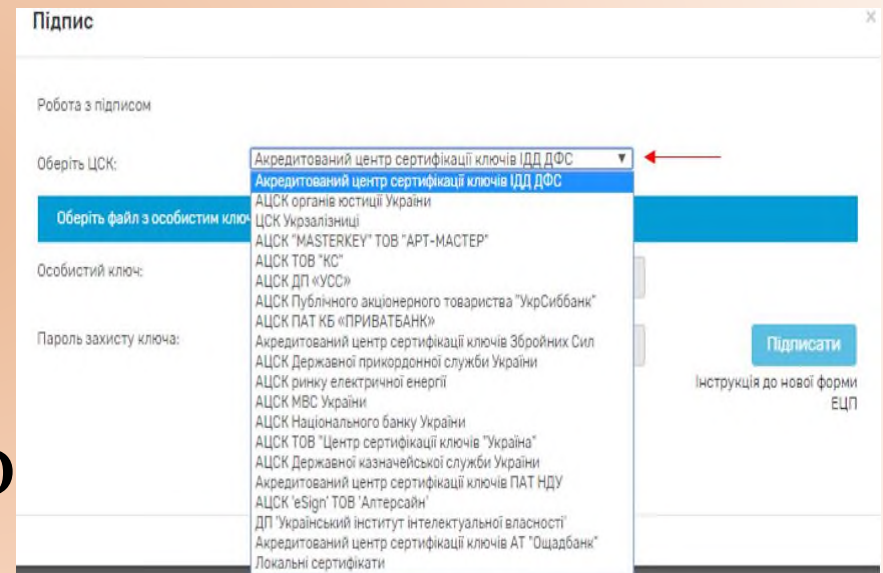 Підпис
Робота з підписом
Оберіть ЦСК:
Акредитований центр сертифікації ключів ІДД ДФС
Акредитований центр сертифікації ключів ІДД ДФС
АЦСК органів юстиції України
ЦСК Укрзалізниці
АЦСК "MASTERKEY" ТОВ "АРТ-МАСТЕР"
АЦСК ТОВ "КС"
АЦСК ДП «УСС»
АЦСК Публічного акціонерного товариства "УкрСиббанк"
АЦСК ПАТ КБ «ПРИВАТБАНК»
Акредитований центр сертифікації ключів Збройних Сил
АЦСК Державної прикордонної служби України
АЦСК ринку електричної енергії
АЦСК МВС України
АЦСК Національного банку України
АЦСК ТОВ "Центр сертифікації ключів "Україна"
АЦСК Державної казначейської служби України
Акредитований центр сертифікації ключів ПАТ НДУ
АЦСК 'eSign' ТОВ 'Алтерсайн'
ДП 'Український інститут інтелектуальної власності'
Акредитований центр сертифікації ключів АТ "Ощадбанк"
Локальні сертифікати
Оберіть файл з особистим
Особистий ключ:
Пароль захисту ключа:
Підписати
Інструкція до нової форми
ЕЦП